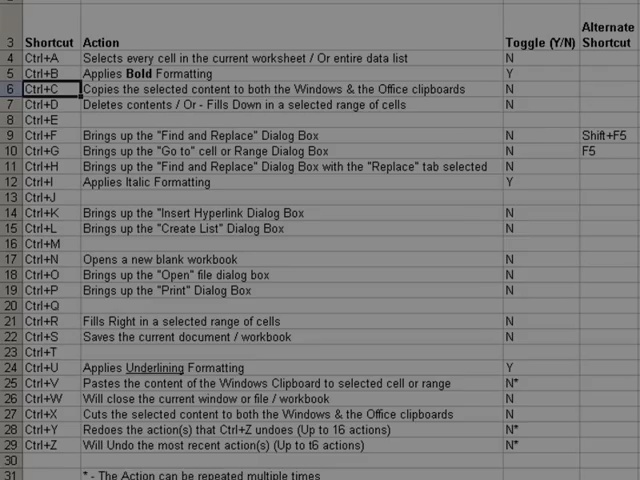 Alternate
3 Shortcut Action Toggle (Y/N) Shortcut
4 Ctrl+A Selects every cell in the current worksheet / Or entire data list N
5 Ctrl+B Applies Bold Formatting Y
6 Ctrl+C Copies the selected content to both the Windows & the Office clipboards N
7 Ctrl+D Deletes contents / Or - Fills Down in a selected range of cells N
8 Ctrl+E
9 Ctrl+F Brings up the "Find and Replace" Dialog Box N Shift+F5
10 Ctrl+G Brings up the "Go to" cell or Range Dialog Box N F5
11 Ctrl+H Brings up the "Find and Replace" Dialog Box with the "Replace" tab selected N
12 Ctrl+I Applies Italic Formatting Y
13 Ctrl+J
14 Ctrl+K Brings up the "Insert Hyperlink Dialog Box N
15 Ctrl+L Brings up the "Create List" Dialog Box N
16 Ctrl+M
17 Ctrl+N Opens a new blank workbook N
18 Ctrl+O Brings up the "Open" file dialog box N
19 Ctrl+P Brings up the "Print" Dialog Box N
20 Ctrl+Q
21 Ctrl+R Fills Right in a selected range of cells N
22 Ctrl+S Saves the current document / workbook N
23 Ctrl+T
24 Ctrl+U Applies Underlining Formatting Y
25 Ctrl+V Pastes the content of the Windows Clipboard to selected cell or range N*
26 Ctrl+W Will close the current window or file / workbook N
27 Ctrl+X Cuts the selected content to both the Windows & the Office clipboards N
28 Ctrl+Y Redoes the action(s) that Ctrl+Z undoes (Up to 16 actions) N*
29 Ctrl+Z Will Undo the most recent action(s) (Up to t6 actions) N*
30
31 * - The Action can be repeated multiple times